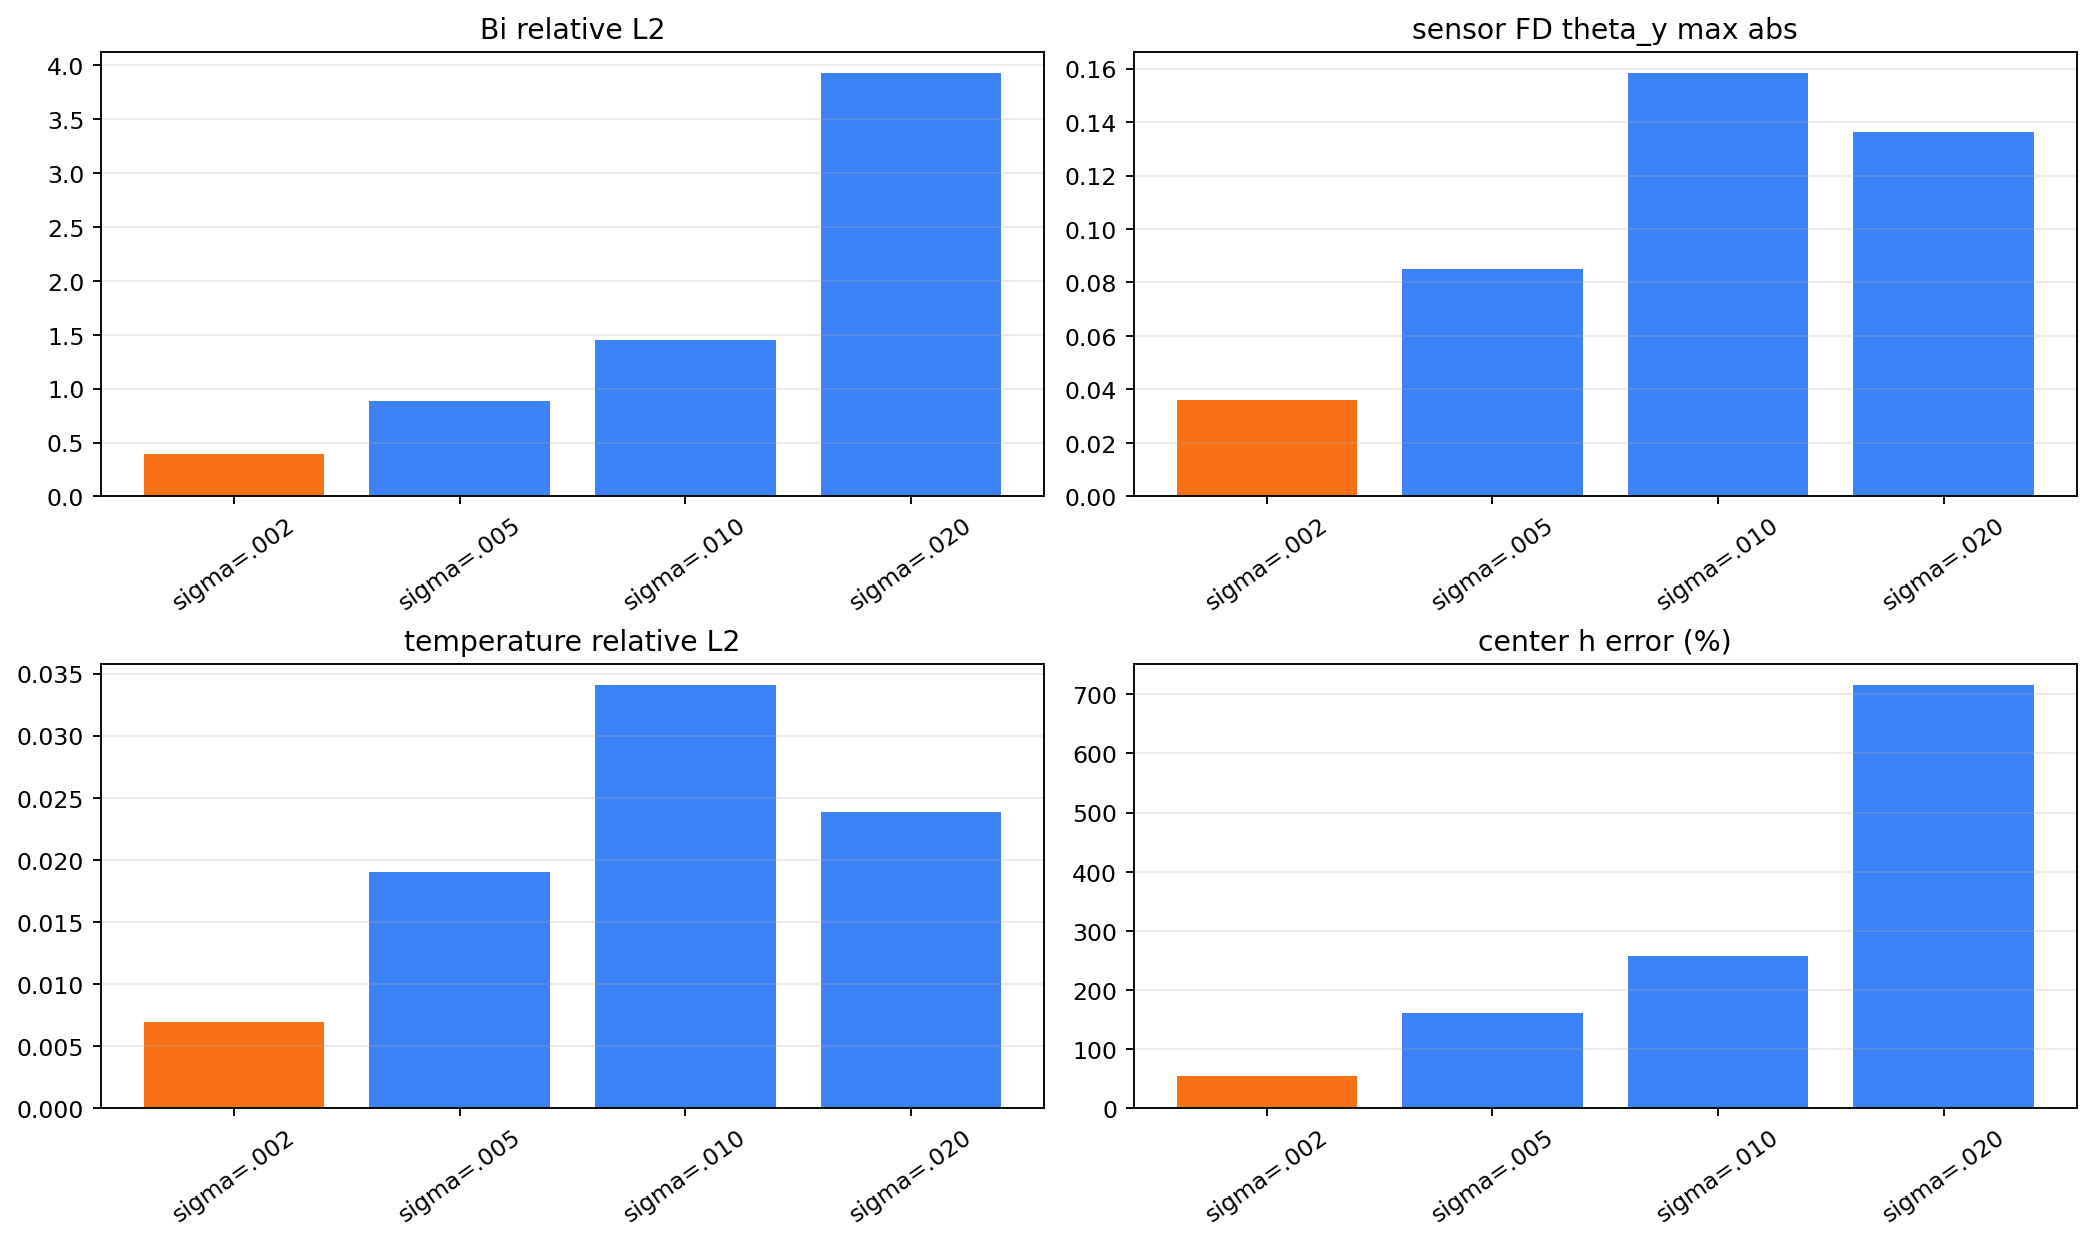 Bi relative L2
4.0
3.5
3.0
2.5
2.0
1.5
1.0
0.5
0.0
sigma=.002
sigma=.005
sigma=.010
sigma=.020
sensor FD theta_y max abs
0.16
0.14
0.12
0.10
0.08
0.06
0.04
0.02
0.00
sigma=.002
sigma=.005
sigma=.010
sigma=.020
temperature relative L2
0.035
0.030
0.025
0.020
0.015
0.010
0.005
0.000
sigma=.002
sigma=.005
sigma=.010
sigma=.020
center h error (%)
700
600
500
400
300
200
100
0
sigma=.002
sigma=.005
sigma=.010
sigma=.020